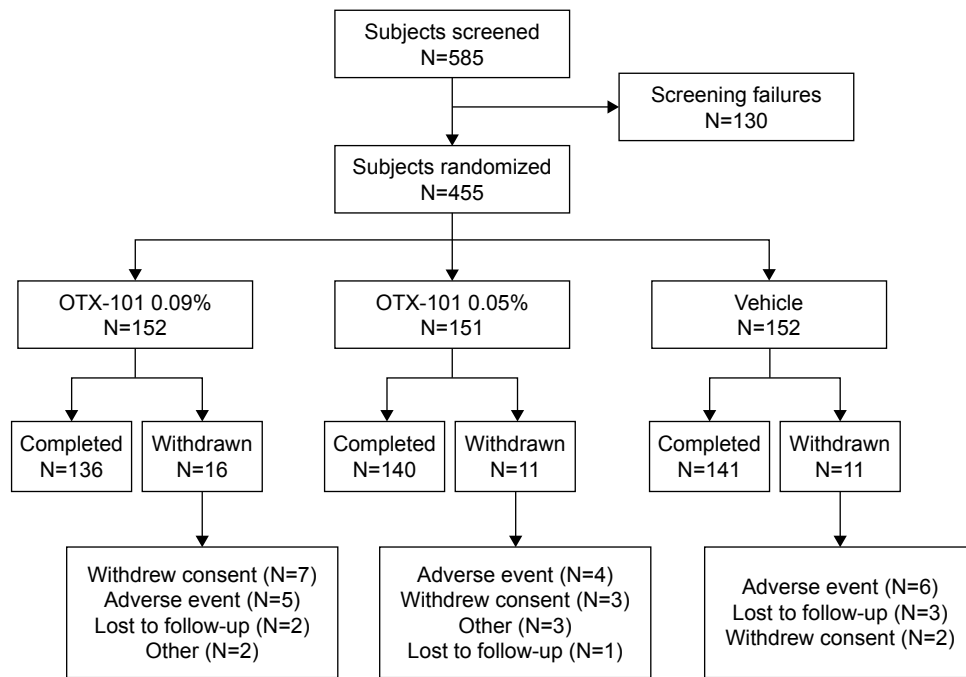 Subjects screened
N=585
Screening failures
N=130
Subjects randomized
N=455
OTX-101 0.09%
N=152
OTX-101 0.05%
N=151
Vehicle
N=152
Completed
N=136
Withdrawn
N=16
Completed
N=140
Withdrawn
N=11
Completed
N=141
Withdrawn
N=11
Withdrew consent (N=7)
Adverse event (N=5)
Lost to follow-up (N=2)
Other (N=2)
Adverse event (N=4)
Withdrew consent (N=3)
Other (N=3)
Lost to follow-up (N=1)
Adverse event (N=6)
Lost to follow-up (N=3)
Withdrew consent (N=2)